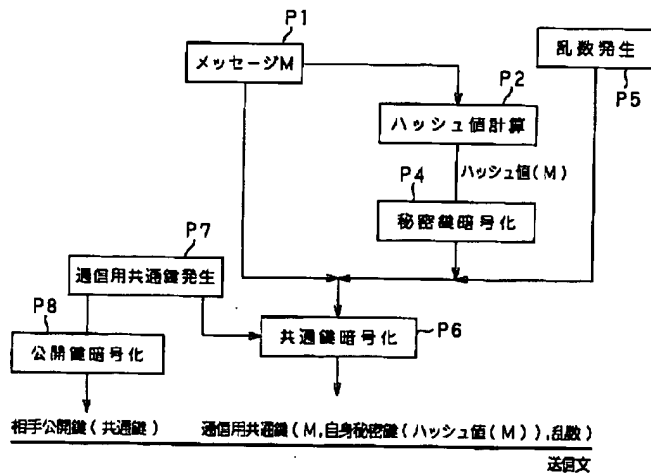 P1
メッセージM
乱数発生
P5
P2
ハッシュ値計算
ハッシュ値(M)
P4
秘密鍵暗号化
P7
通信用共通鍵発生
P8
公開鍵暗号化
共通鍵暗号化
P6
相手公開鍵(共通鍵)
通信用共通鍵(M,自身秘密鍵(ハッシュ値(M)),乱数)
送信文